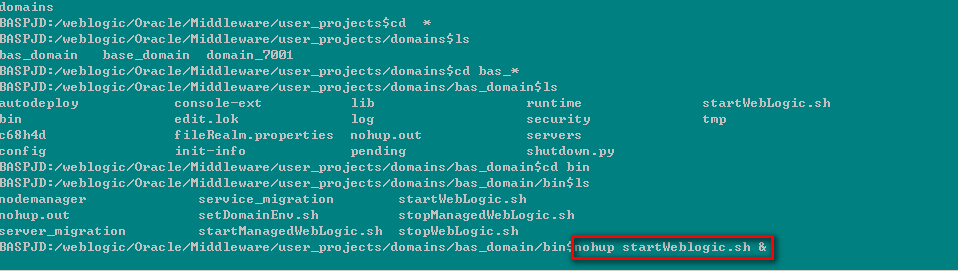 domains
BASPJD:/weblogic/Oracle/Middleware/user_projects$cd  *
BASPJD:/weblogic/Oracle/Middleware/user_projects/domains$ls
bas_domain   base_domain  domain_7001
BASPJD:/weblogic/Oracle/Middleware/user_projects/domains$cd bas_*
BASPJD:/weblogic/Oracle/Middleware/user_projects/domains/bas_domain$ls
autodeploy            console-ext           lib                   runtime               startWebLogic.sh
bin                   edit.lok              log                   security              tmp
c68h4d                fileRealm.properties  nohup.out             servers
config                init-info             pending               shutdown.py
BASPJD:/weblogic/Oracle/Middleware/user_projects/domains/bas_domain$cd bin
BASPJD:/weblogic/Oracle/Middleware/user_projects/domains/bas_domain/bin$ls
nodemanager              service_migration        startWebLogic.sh
nohup.out                setDomainEnv.sh          stopManagedWebLogic.sh
server_migration         startManagedWebLogic.sh  stopWebLogic.sh
BASPJD:/weblogic/Oracle/Middleware/user_projects/domains/bas_domain/bin$nohup startWeblogic.sh &